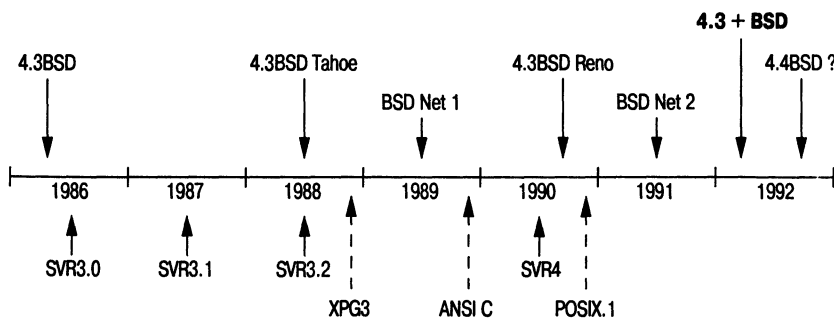 4.3 + BSD
4.3BSD
4.3BSD Tahoe
4.3BSD Reno
4.4BSD ?
BSD Net 1
BSD Net 2
1986
1987
1988
1989
1990
1991
1992
SVR3.0
SVR3.1
SVR3.2
SVR4
XPG3
ANSI C
POSIX.1